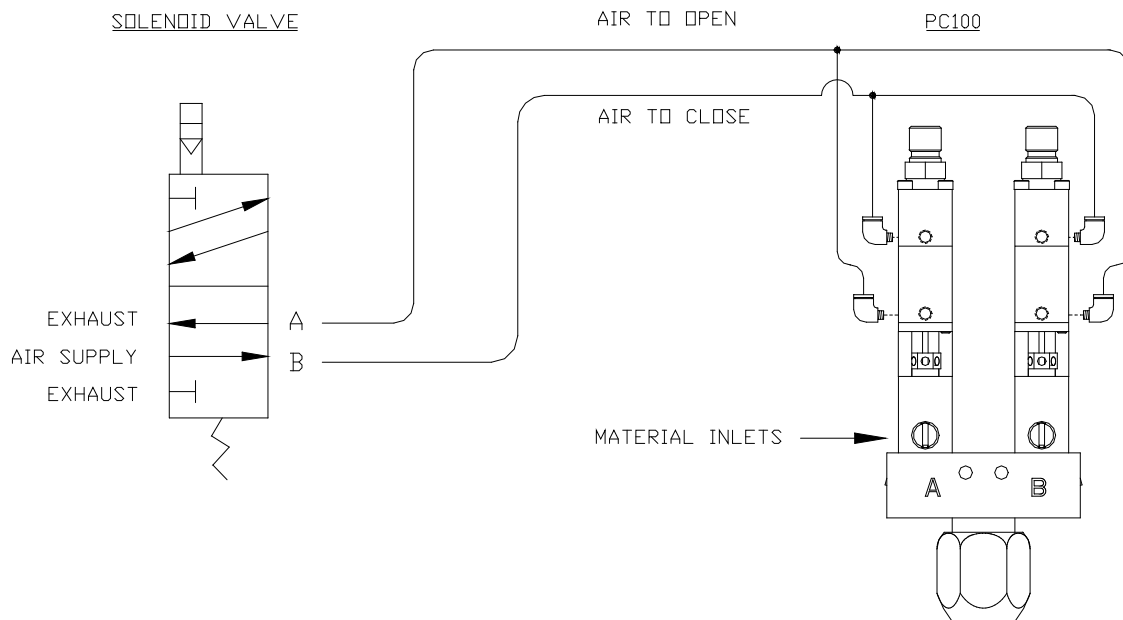 SOLENOID VALVE
AIR TO OPEN
PC100
AIR TO CLOSE
EXHAUST
A
AIR SUPPLY
B
EXHAUST
MATERIAL INLETS
A
B